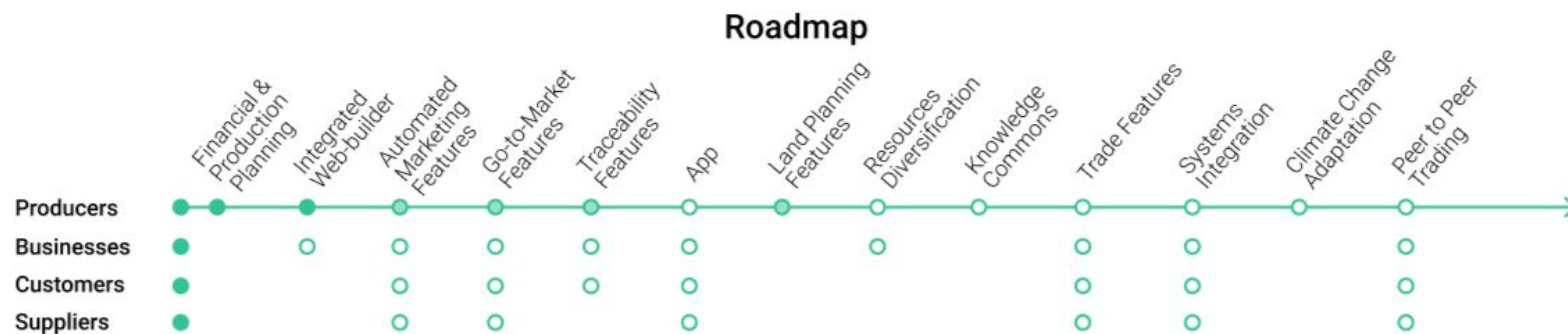 Roadmap
Financial &
Production
Planning
Integrated
Web-builder
Automated
Marketing
Features
Go-to-Market
Features
Traceability
Features
App
Land Planning
Features
Resources
Diversification
Knowledge
Commons
Trade Features
Systems
Integration
Climate Change
Adaptation
Peer to Peer
Trading
Producers
Businesses
Customers
Suppliers